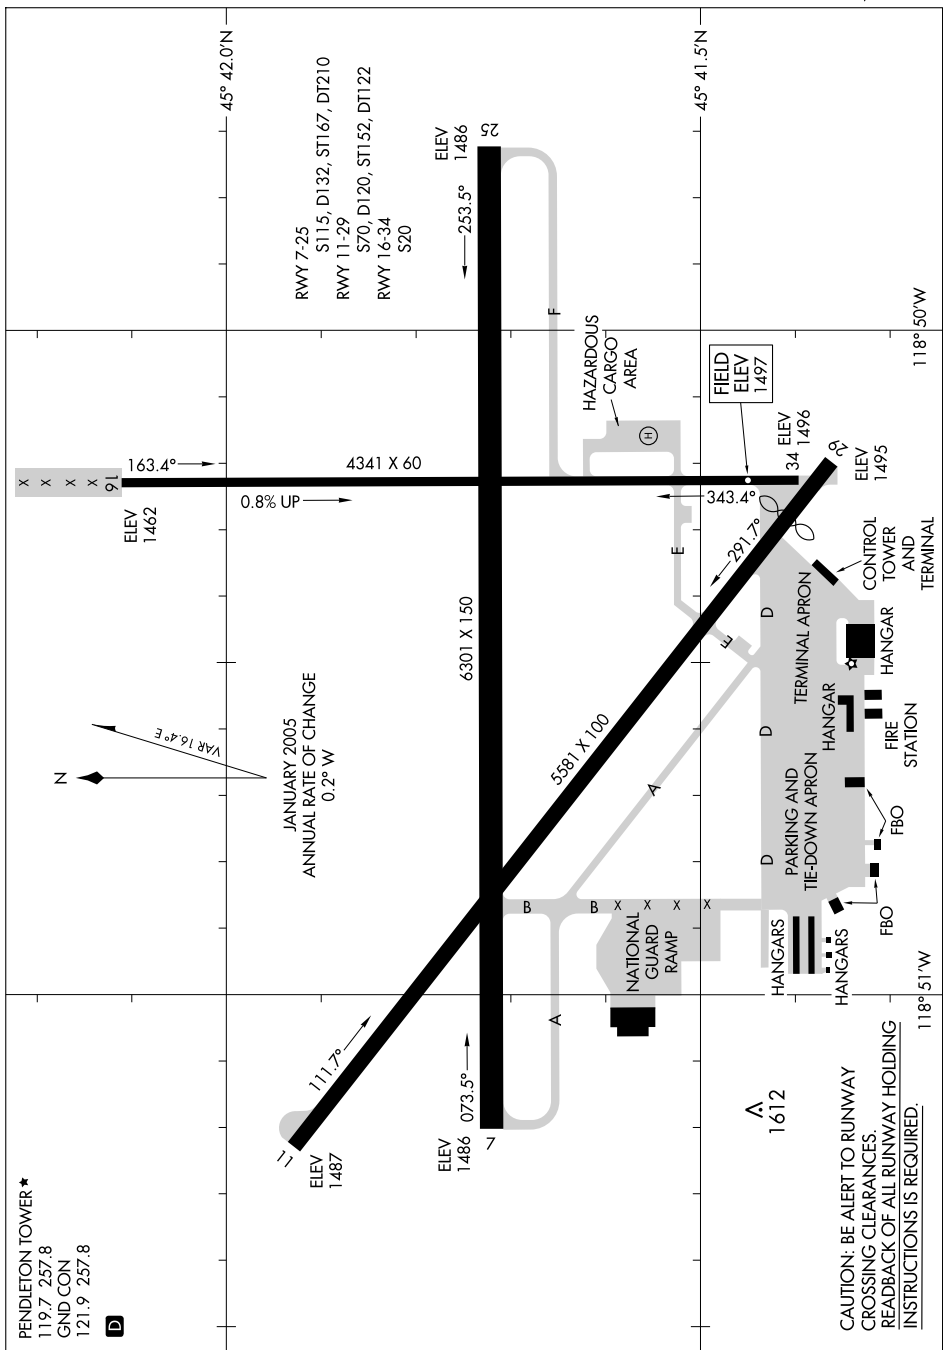 PENDLETON TOWER ★
119.7 257.8
GND CON
121.9 257.8
D
JANUARY 2005
ANNUAL RATE OF CHANGE
0.2° W
N
VAR 16.4° E
RWY 7-25
S115, D132, ST167, DT210
RWY 11-29
S70, D120, ST152, DT122
RWY 16-34
S20
45° 42.0'N
45° 41.5'N
118° 50'W
118° 51'W
11
111.7°
ELEV
1487
ELEV
1486
073.5°
7
6301 X 150
ELEV
1486
253.5°
25
X X X X
16
163.4°
ELEV
1462
0.8% UP
4341 X 60
343.4°
34
ELEV
1496
FIELD
ELEV
1497
5581 X 100
291.7°
29
ELEV
1495
HAZARDOUS
CARGO
AREA
H
F
E
E
A
A
B
B
X X X X
D
D
D
NATIONAL
GUARD
RAMP
HANGARS
HANGARS
PARKING AND
TIE-DOWN APRON
FBO
FBO
HANGAR
TERMINAL APRON
FIRE
STATION
HANGAR
CONTROL
TOWER
AND
TERMINAL
1612
CAUTION: BE ALERT TO RUNWAY
CROSSING CLEARANCES.
READBACK OF ALL RUNWAY HOLDING
INSTRUCTIONS IS REQUIRED.